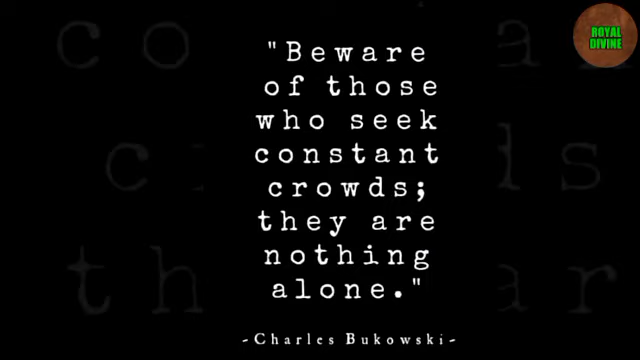 ROYAL
DIVINE
"Beware
of those
who seek
constant
crowds;
they are
nothing
alone."
-Charles Bukowski-